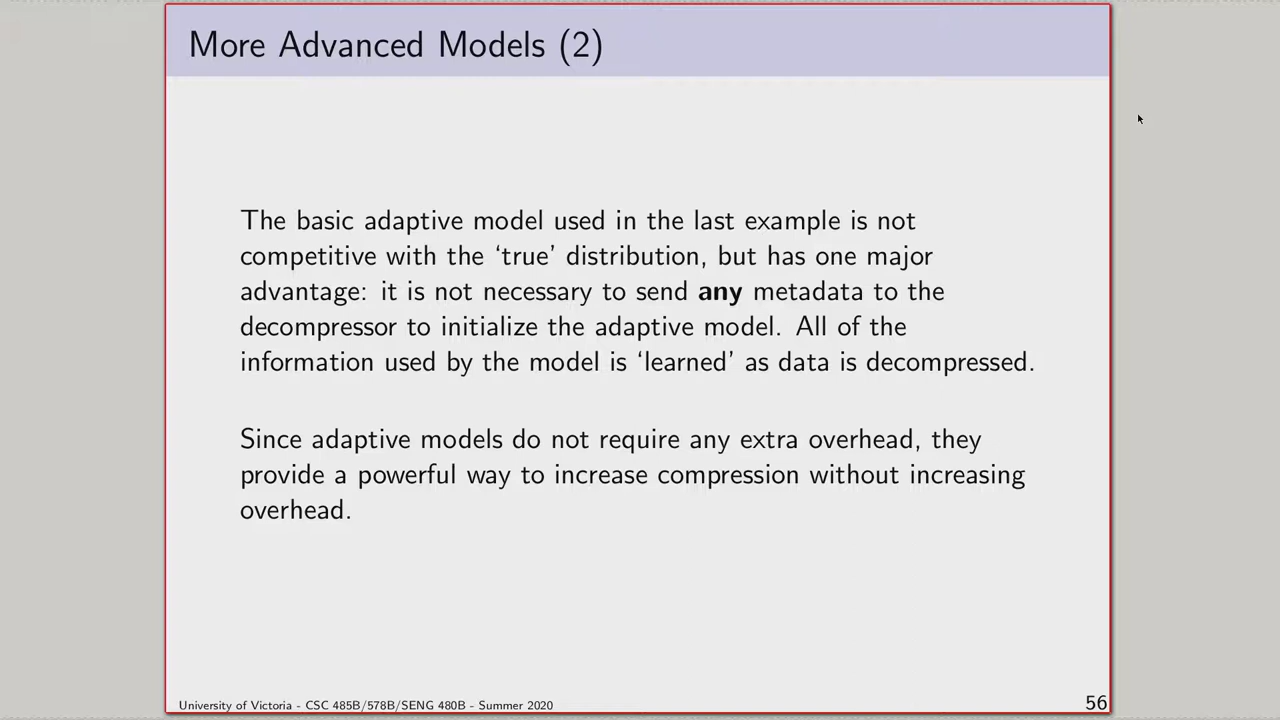 More Advanced Models (2)
The basic adaptive model used in the last example is not
competitive with the ‘true’ distribution, but has one major
advantage: it is not necessary to send any metadata to the
decompressor to initialize the adaptive model. All of the
information used by the model is ‘learned’ as data is decompressed.
Since adaptive models do not require any extra overhead, they
provide a powerful way to increase compression without increasing
overhead.
University of Victoria - CSC 485B/578B/SENG 480B - Summer 2020
56